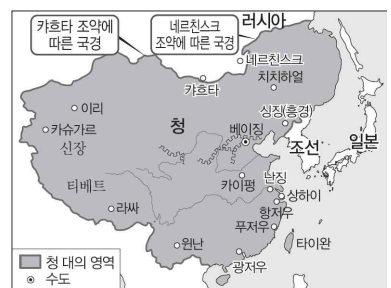 러시아
캬흐타 조약에
따른 국경
네르친스크
조약에 따른 국경
네르친스크
치치하얼
캬흐타
이리
카슈가르
신장
청
싱징(흥경)
베이징
조선
일본
티베트
라싸
카이펑
난징
상하이
항저우
푸저우
윈난
광저우
타이완
청 대의 영역
수도